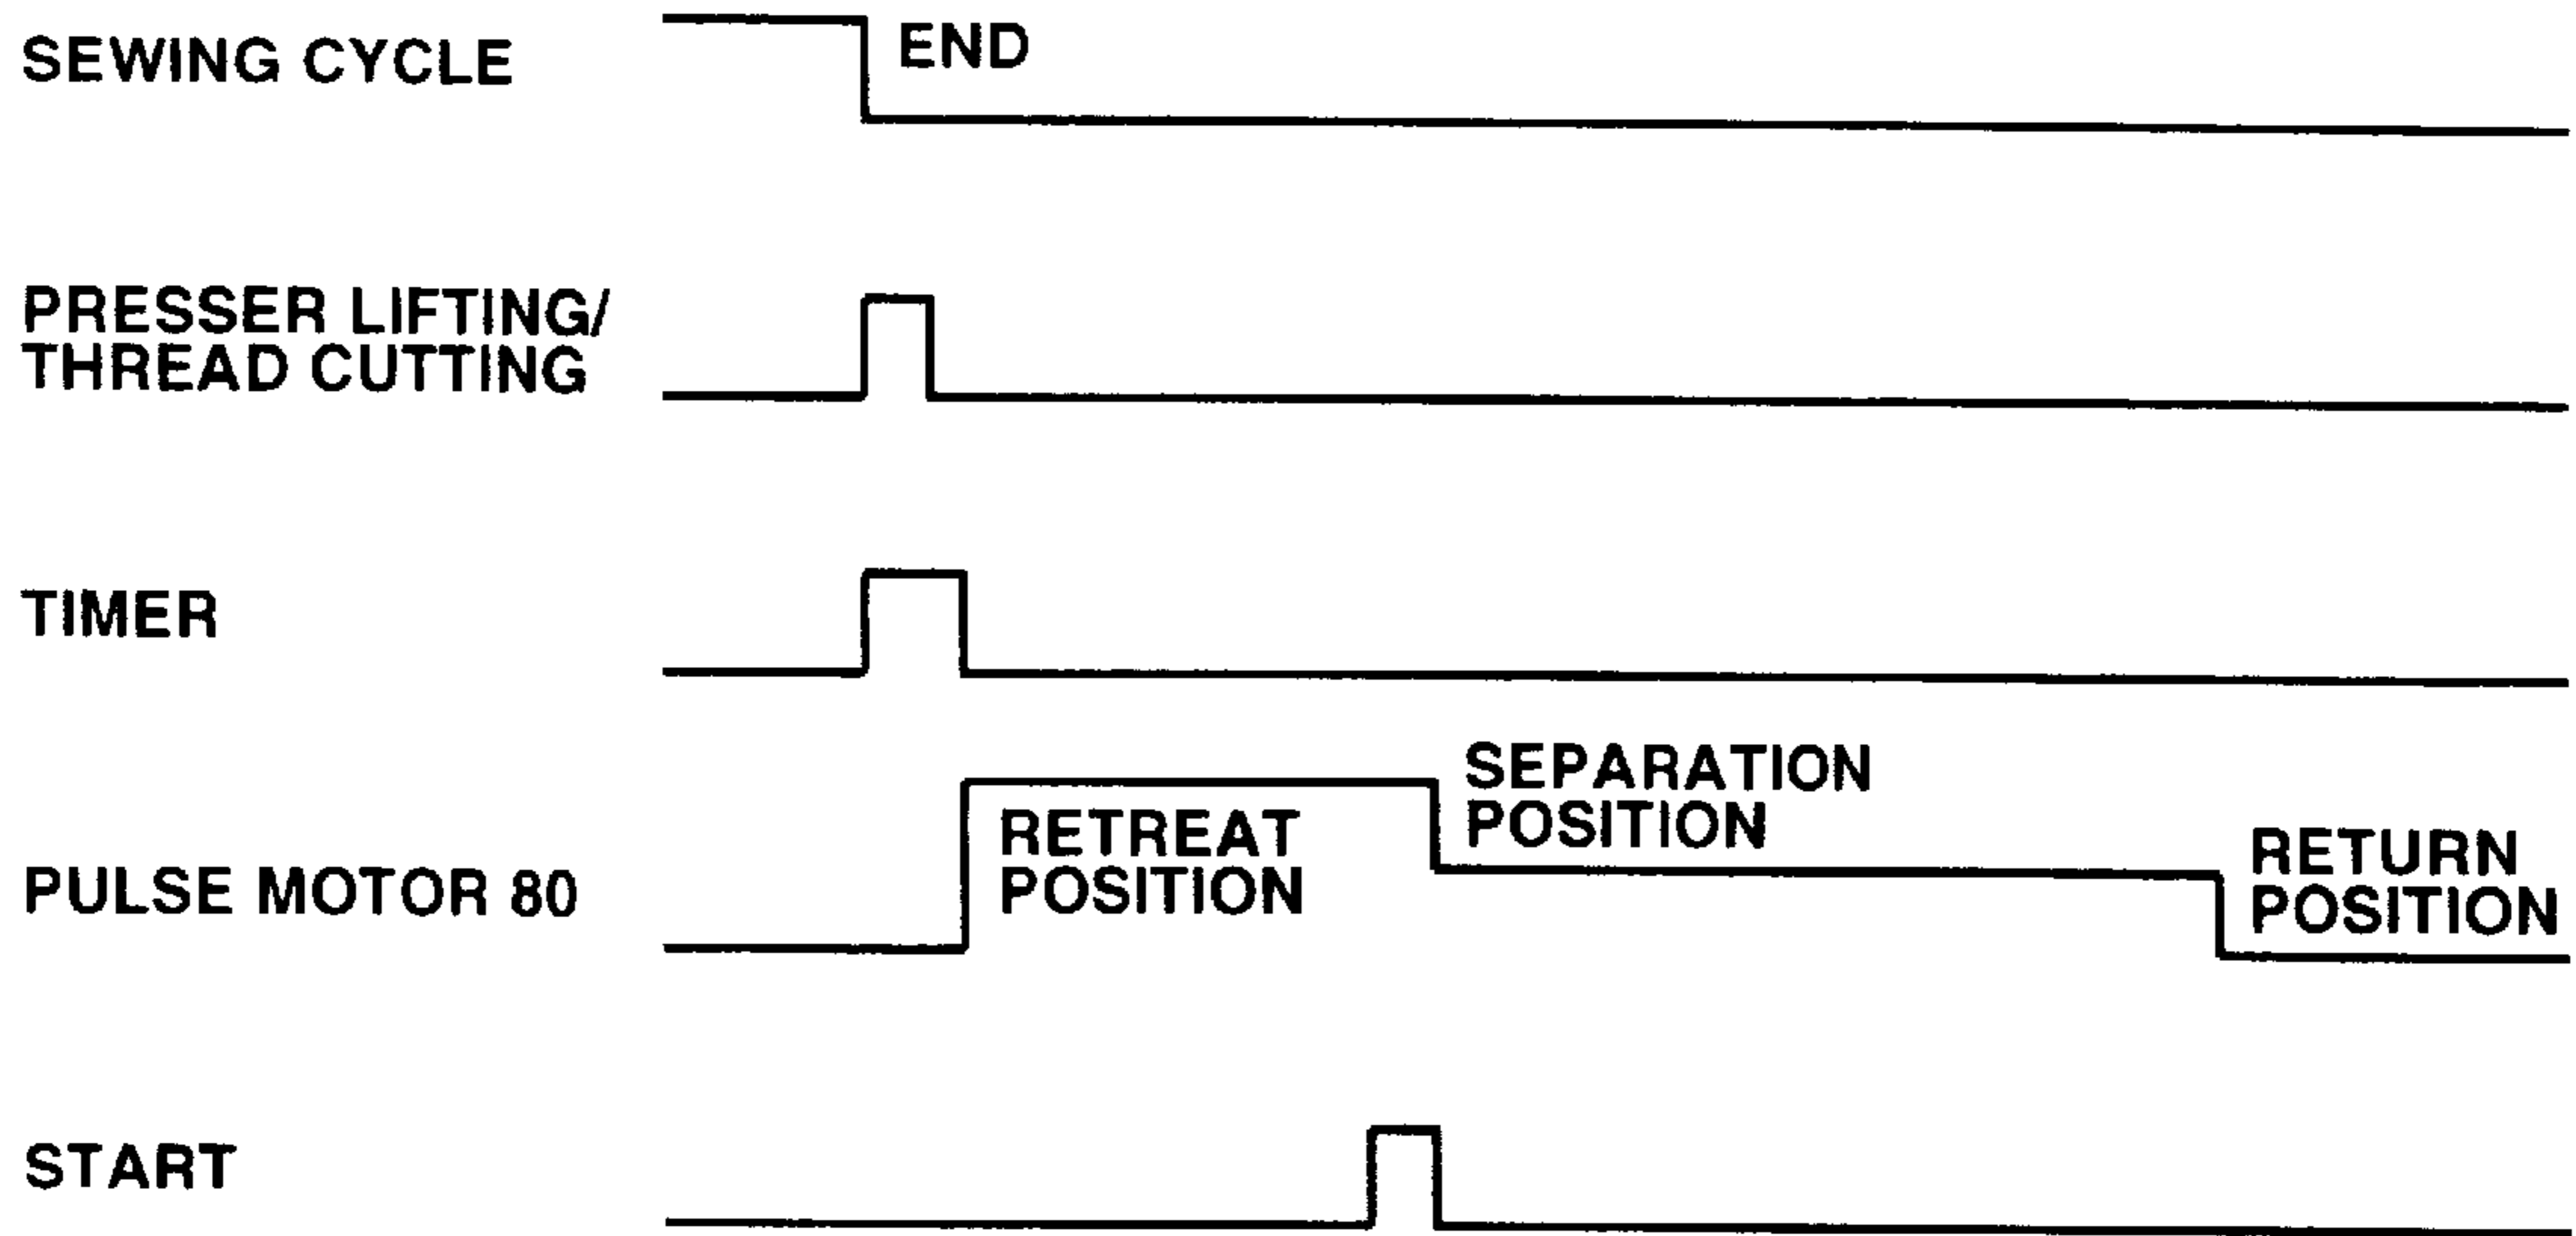 SEWING CYCLE
END
PRESSER LIFTING/
THREAD CUTTING
TIMER
PULSE MOTOR 80
RETREAT
POSITION
SEPARATION
POSITION
RETURN
POSITION
START